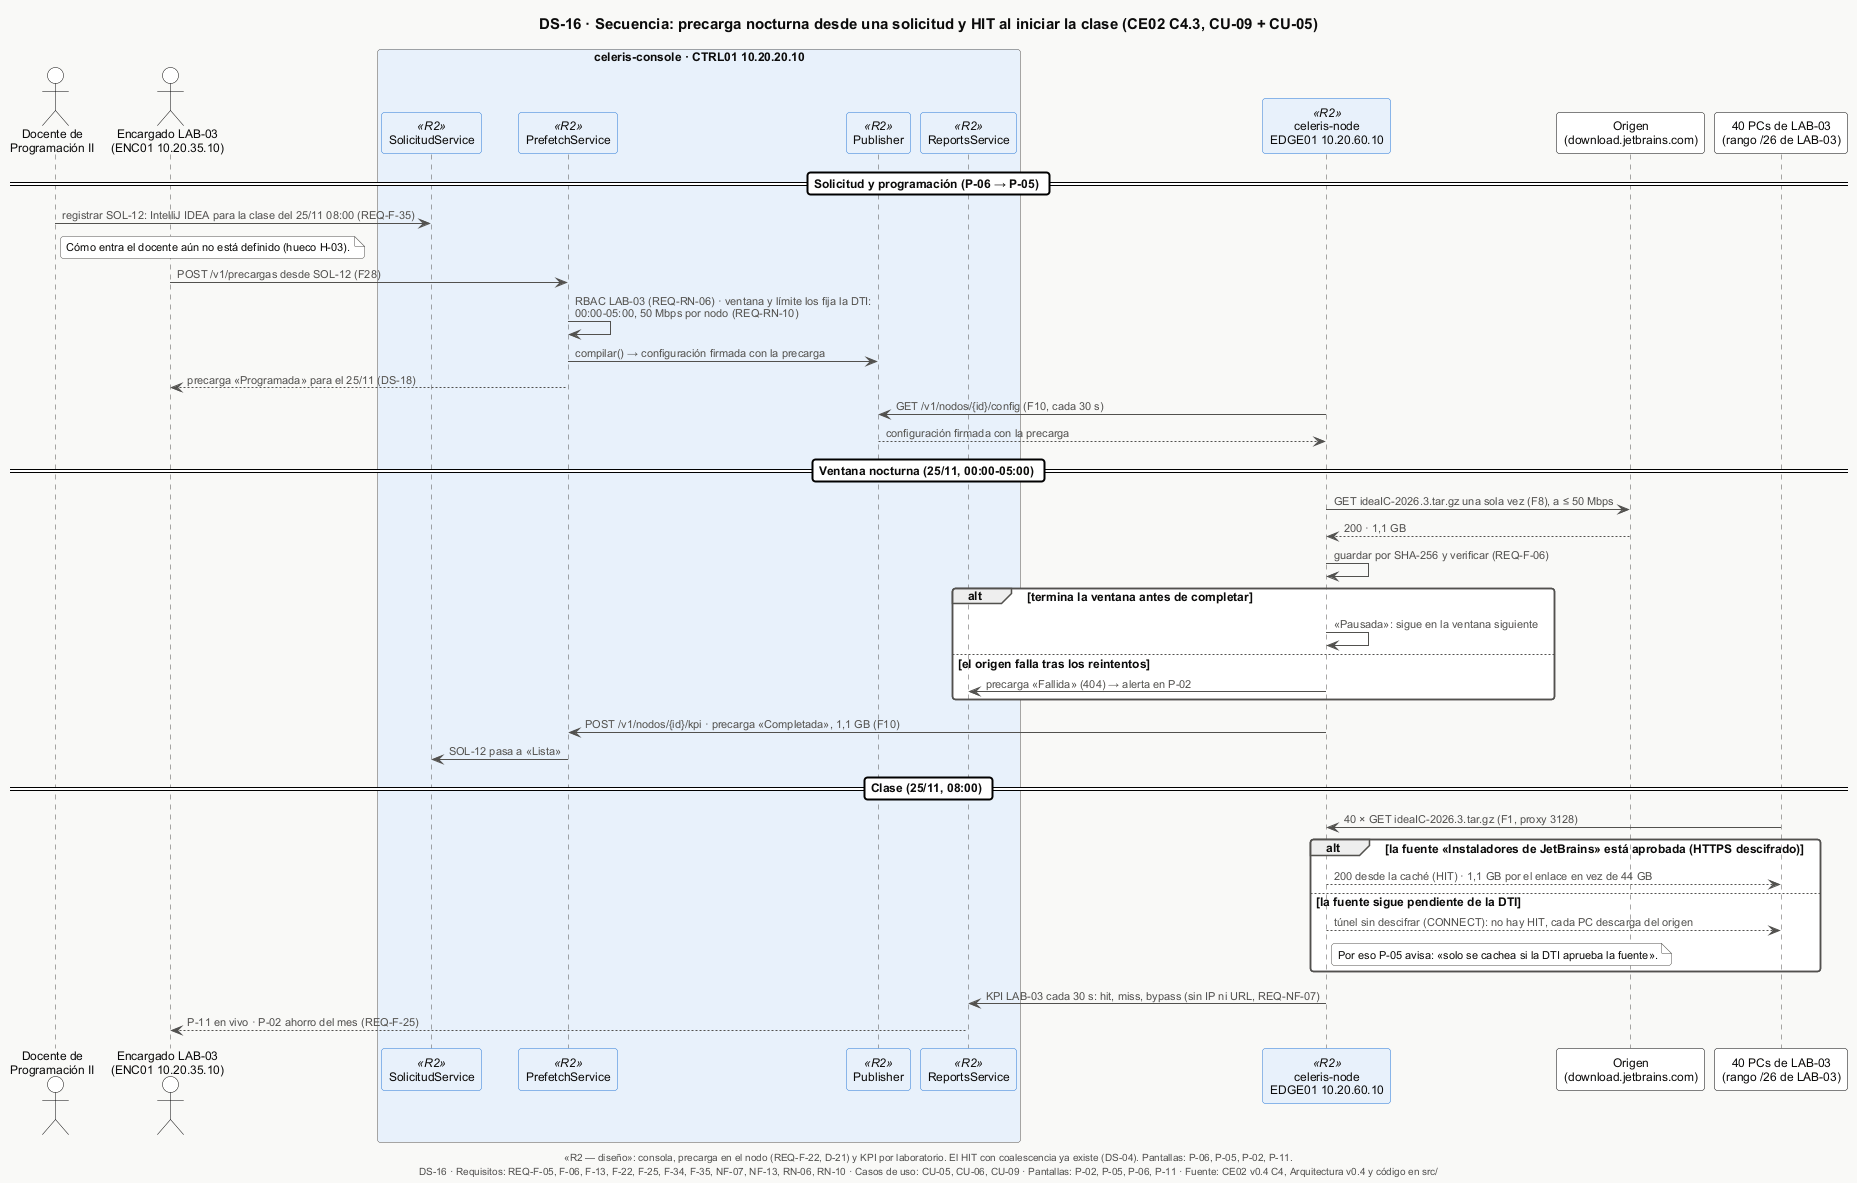 DS-16 · Secuencia: precarga nocturna desde una solicitud y HIT al iniciar la clase (CE02 C4.3, CU-09 + CU-05)
celeris-console · CTRL01 10.20.20.10
Docente de
Programación II
Encargado LAB-03
(ENC01 10.20.35.10)
«R2»
SolicitudService
«R2»
PrefetchService
«R2»
Publisher
«R2»
ReportsService
«R2»
celeris-node
EDGE01 10.20.60.10
Origen
(download.jetbrains.com)
40 PCs de LAB-03
(rango /26 de LAB-03)
Solicitud y programación (P-06 → P-05)
registrar SOL-12: IntelliJ IDEA para la clase del 25/11 08:00 (REQ-F-35)
Cómo entra el docente aún no está definido (hueco H-03).
POST /v1/precargas desde SOL-12 (F28)
RBAC LAB-03 (REQ-RN-06) · ventana y límite los fija la DTI:
00:00-05:00, 50 Mbps por nodo (REQ-RN-10)
compilar() → configuración firmada con la precarga
precarga «Programada» para el 25/11 (DS-18)
GET /v1/nodos/{id}/config (F10, cada 30 s)
configuración firmada con la precarga
Ventana nocturna (25/11, 00:00-05:00)
GET ideaIC-2026.3.tar.gz una sola vez (F8), a ≤ 50 Mbps
200 · 1,1 GB
guardar por SHA-256 y verificar (REQ-F-06)
alt
[termina la ventana antes de completar]
«Pausada»: sigue en la ventana siguiente
[el origen falla tras los reintentos]
precarga «Fallida» (404) → alerta en P-02
POST /v1/nodos/{id}/kpi · precarga «Completada», 1,1 GB (F10)
SOL-12 pasa a «Lista»
Clase (25/11, 08:00)
40 × GET ideaIC-2026.3.tar.gz (F1, proxy 3128)
alt
[la fuente «Instaladores de JetBrains» está aprobada (HTTPS descifrado)]
200 desde la caché (HIT) · 1,1 GB por el enlace en vez de 44 GB
[la fuente sigue pendiente de la DTI]
túnel sin descifrar (CONNECT): no hay HIT, cada PC descarga del origen
Por eso P-05 avisa: «solo se cachea si la DTI aprueba la fuente».
KPI LAB-03 cada 30 s: hit, miss, bypass (sin IP ni URL, REQ-NF-07)
P-11 en vivo · P-02 ahorro del mes (REQ-F-25)
Docente de
Programación II
Encargado LAB-03
(ENC01 10.20.35.10)
«R2»
SolicitudService
«R2»
PrefetchService
«R2»
Publisher
«R2»
ReportsService
«R2»
celeris-node
EDGE01 10.20.60.10
Origen
(download.jetbrains.com)
40 PCs de LAB-03
(rango /26 de LAB-03)
«R2 — diseño»: consola, precarga en el nodo (REQ-F-22, D-21) y KPI por laboratorio. El HIT con coalescencia ya existe (DS-04). Pantallas: P-06, P-05, P-02, P-11.
DS-16 · Requisitos: REQ-F-05, F-06, F-13, F-22, F-25, F-34, F-35, NF-07, NF-13, RN-06, RN-10 · Casos de uso: CU-05, CU-06, CU-09 · Pantallas: P-02, P-05, P-06, P-11 · Fuente: CE02 v0.4 C4, Arquitectura v0.4 y código en src/